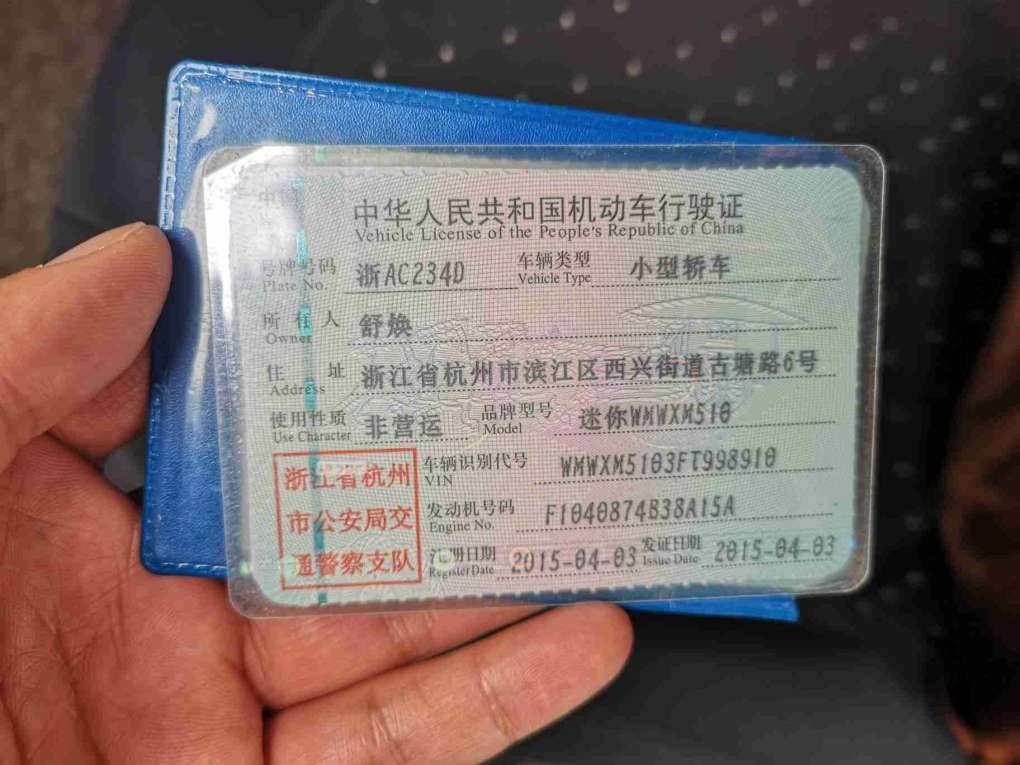 中华人民共和国机动车行驶证
Vehicle License of the People's Republic of China
号牌号码 浙AC234D 车辆类型 小型轿车
Plate No. Vehicle Type
所有人 舒焕
Owner
住址 浙江省杭州市滨江区西兴街道古塘路6号
Address
使用性质 非营运 品牌型号 迷你WMWXM510
Use Character Model
浙江省杭州 车辆识别代号 WMWXM5103FT998910
VIN
市公安局交 发动机号码 F1040874B38A15A
Engine No.
通警察支队 注册日期 2015-04-03 发证日期 2015-04-03
Register Date Issue Date